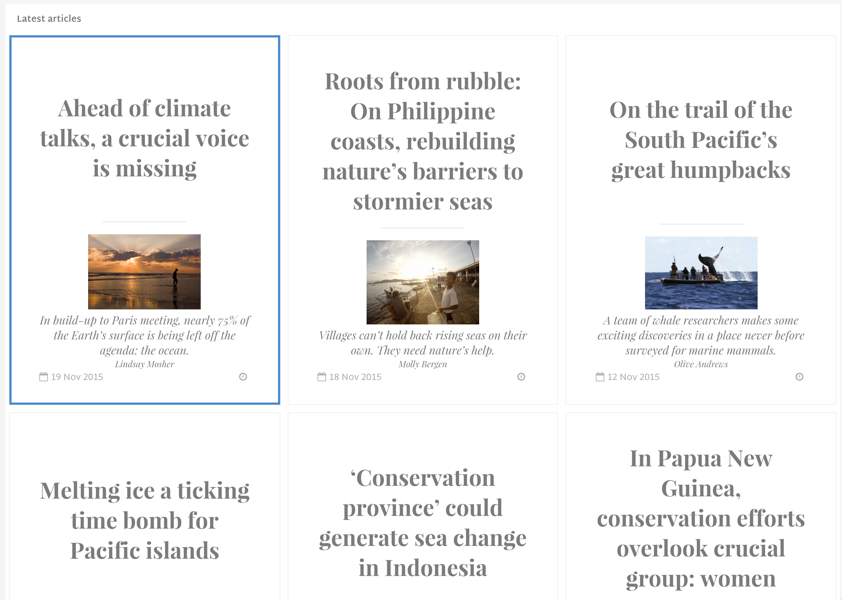 Latest articles
Ahead of climate
talks, a crucial voice
is missing
In build-up to Paris meeting, nearly 75% of
the Earth's surface is being left off the
agenda: the ocean.
Lindsay Mosher
19 Nov 2015
Roots from rubble:
On Philippine
coasts, rebuilding
nature's barriers to
stormier seas
Villages can't hold back rising seas on their
own. They need nature's help.
Molly Bergen
18 Nov 2015
On the trail of the
South Pacific's
great humpbacks
A team of whale researchers makes some
exciting discoveries in a place never before
surveyed for marine mammals.
Olive Andrews
12 Nov 2015
Melting ice a ticking
time bomb for
Pacific islands
‘Conservation
province’ could
generate sea change
in Indonesia
In Papua New
Guinea,
conservation efforts
overlook crucial
group: women